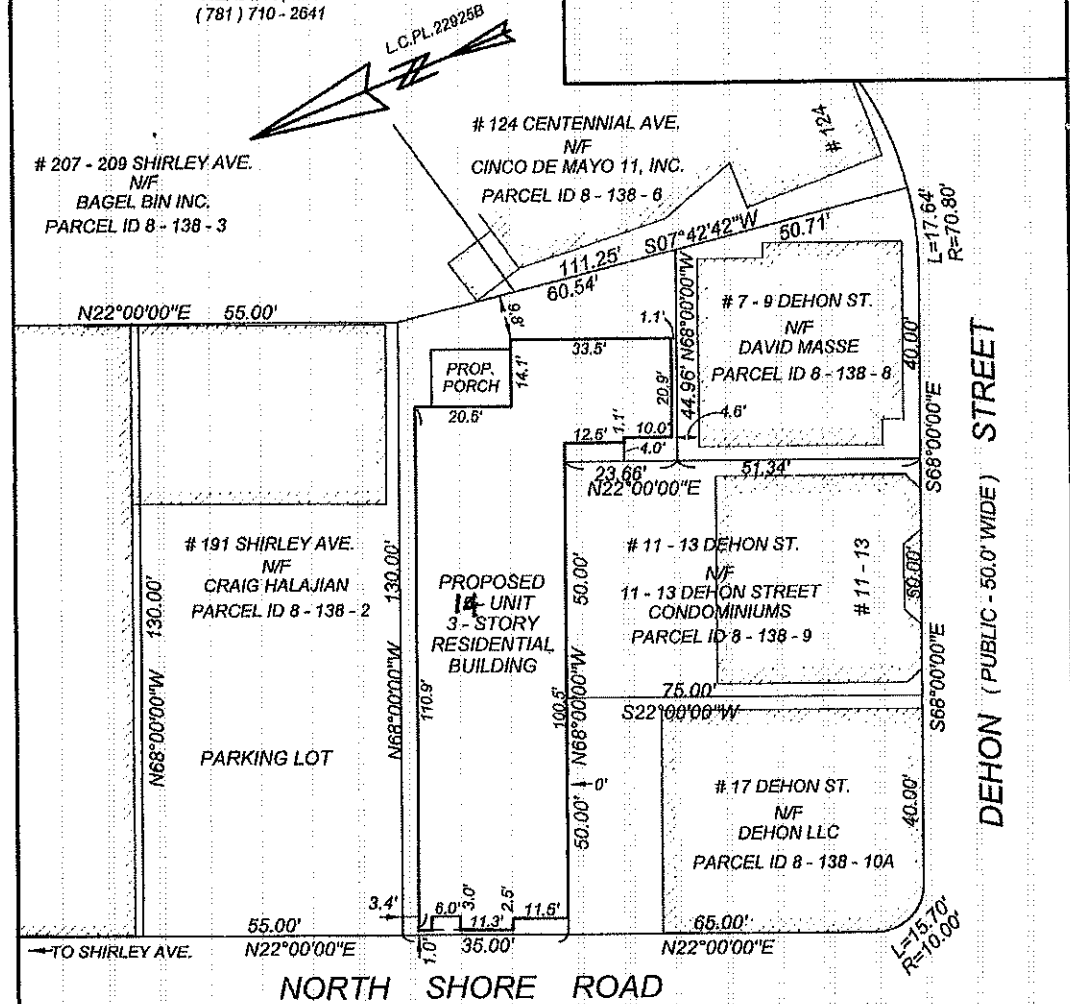 ( 781 ) 710 - 2641
L.C.PL.22925B
# 207 - 209 SHIRLEY AVE.
N/F
BAGEL BIN INC.
PARCEL ID 8 - 138 - 3
# 124 CENTENNIAL AVE.
N/F
CINCO DE MAYO 11, INC.
PARCEL ID 8 - 138 - 6
# 124
S07°42'42"W
111.25'
50.71'
60.54'
L=17.64'
R=70.80'
N22°00'00"E
55.00'
9.8'
1.1'
33.5'
PROP.
PORCH
14.1'
20.5'
20.9'
44.96'
N68°00'00"W
# 7 - 9 DEHON ST.
N/F
DAVID MASSE
PARCEL ID 8 - 138 - 8
40.00'
4.6'
12.6'
1.1'
10.0'
4.0'
23.66'
N22°00'00"E
51.34'
S68°00'00"E
DEHON ( PUBLIC - 50.0' WIDE ) STREET
# 191 SHIRLEY AVE.
N/F
CRAIG HALAJIAN
PARCEL ID 8 - 138 - 2
130.00'
N68°00'00"W
PARKING LOT
130.00'
N68°00'00"W
PROPOSED
UNIT
3 - STORY
RESIDENTIAL
BUILDING
110.9'
100.5'
50.00'
N68°00'00"W
50.00'
0'
# 11 - 13 DEHON ST.
N/F
11 - 13 DEHON STREET
CONDOMINIUMS
PARCEL ID 8 - 138 - 9
# 11 - 13
50.00'
S68°00'00"E
75.00'
S22°00'00"W
# 17 DEHON ST.
N/F
DEHON LLC
PARCEL ID 8 - 138 - 10A
40.00'
3.4'
6.0'
3.0'
11.3'
2.5'
11.6'
1.0'
55.00'
35.00'
65.00'
TO SHIRLEY AVE.
N22°00'00"E
N22°00'00"E
L=15.70'
R=10.00'
NORTH SHORE ROAD